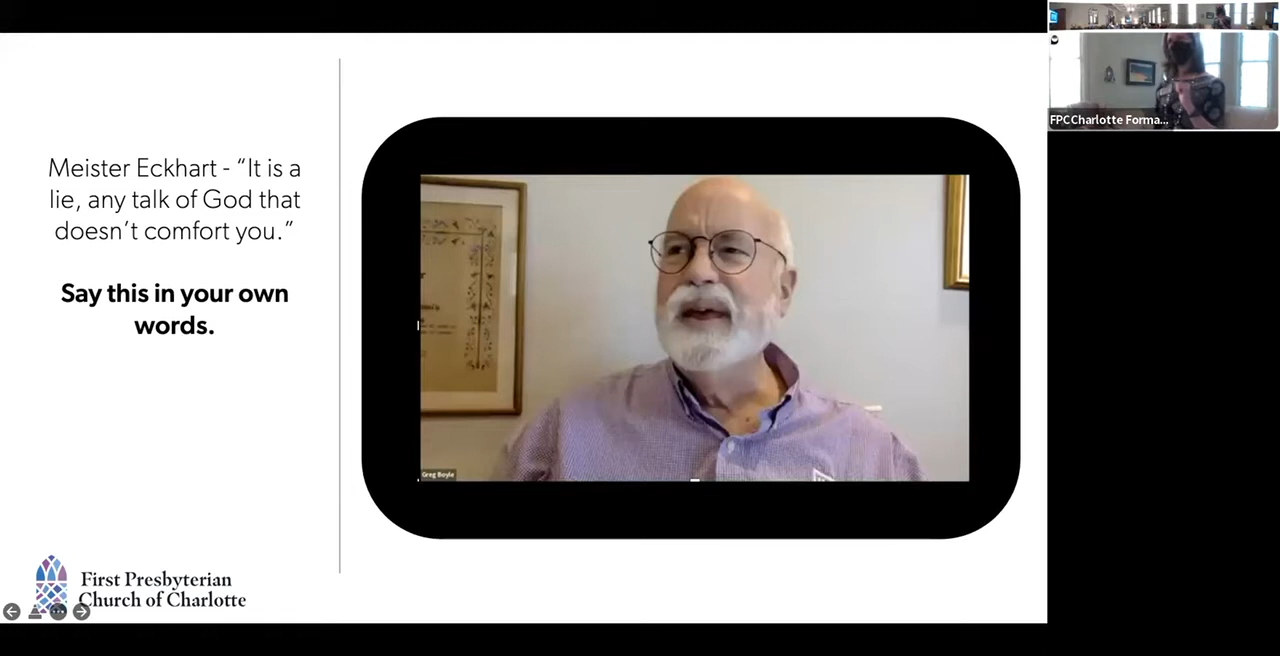 Meister Eckhart - “It is a
lie, any talk of God that
doesn’t comfort you.”
Say this in your own
words.
Greg Boyle
First Presbyterian
Church of Charlotte
FPCCharlotte Forma...